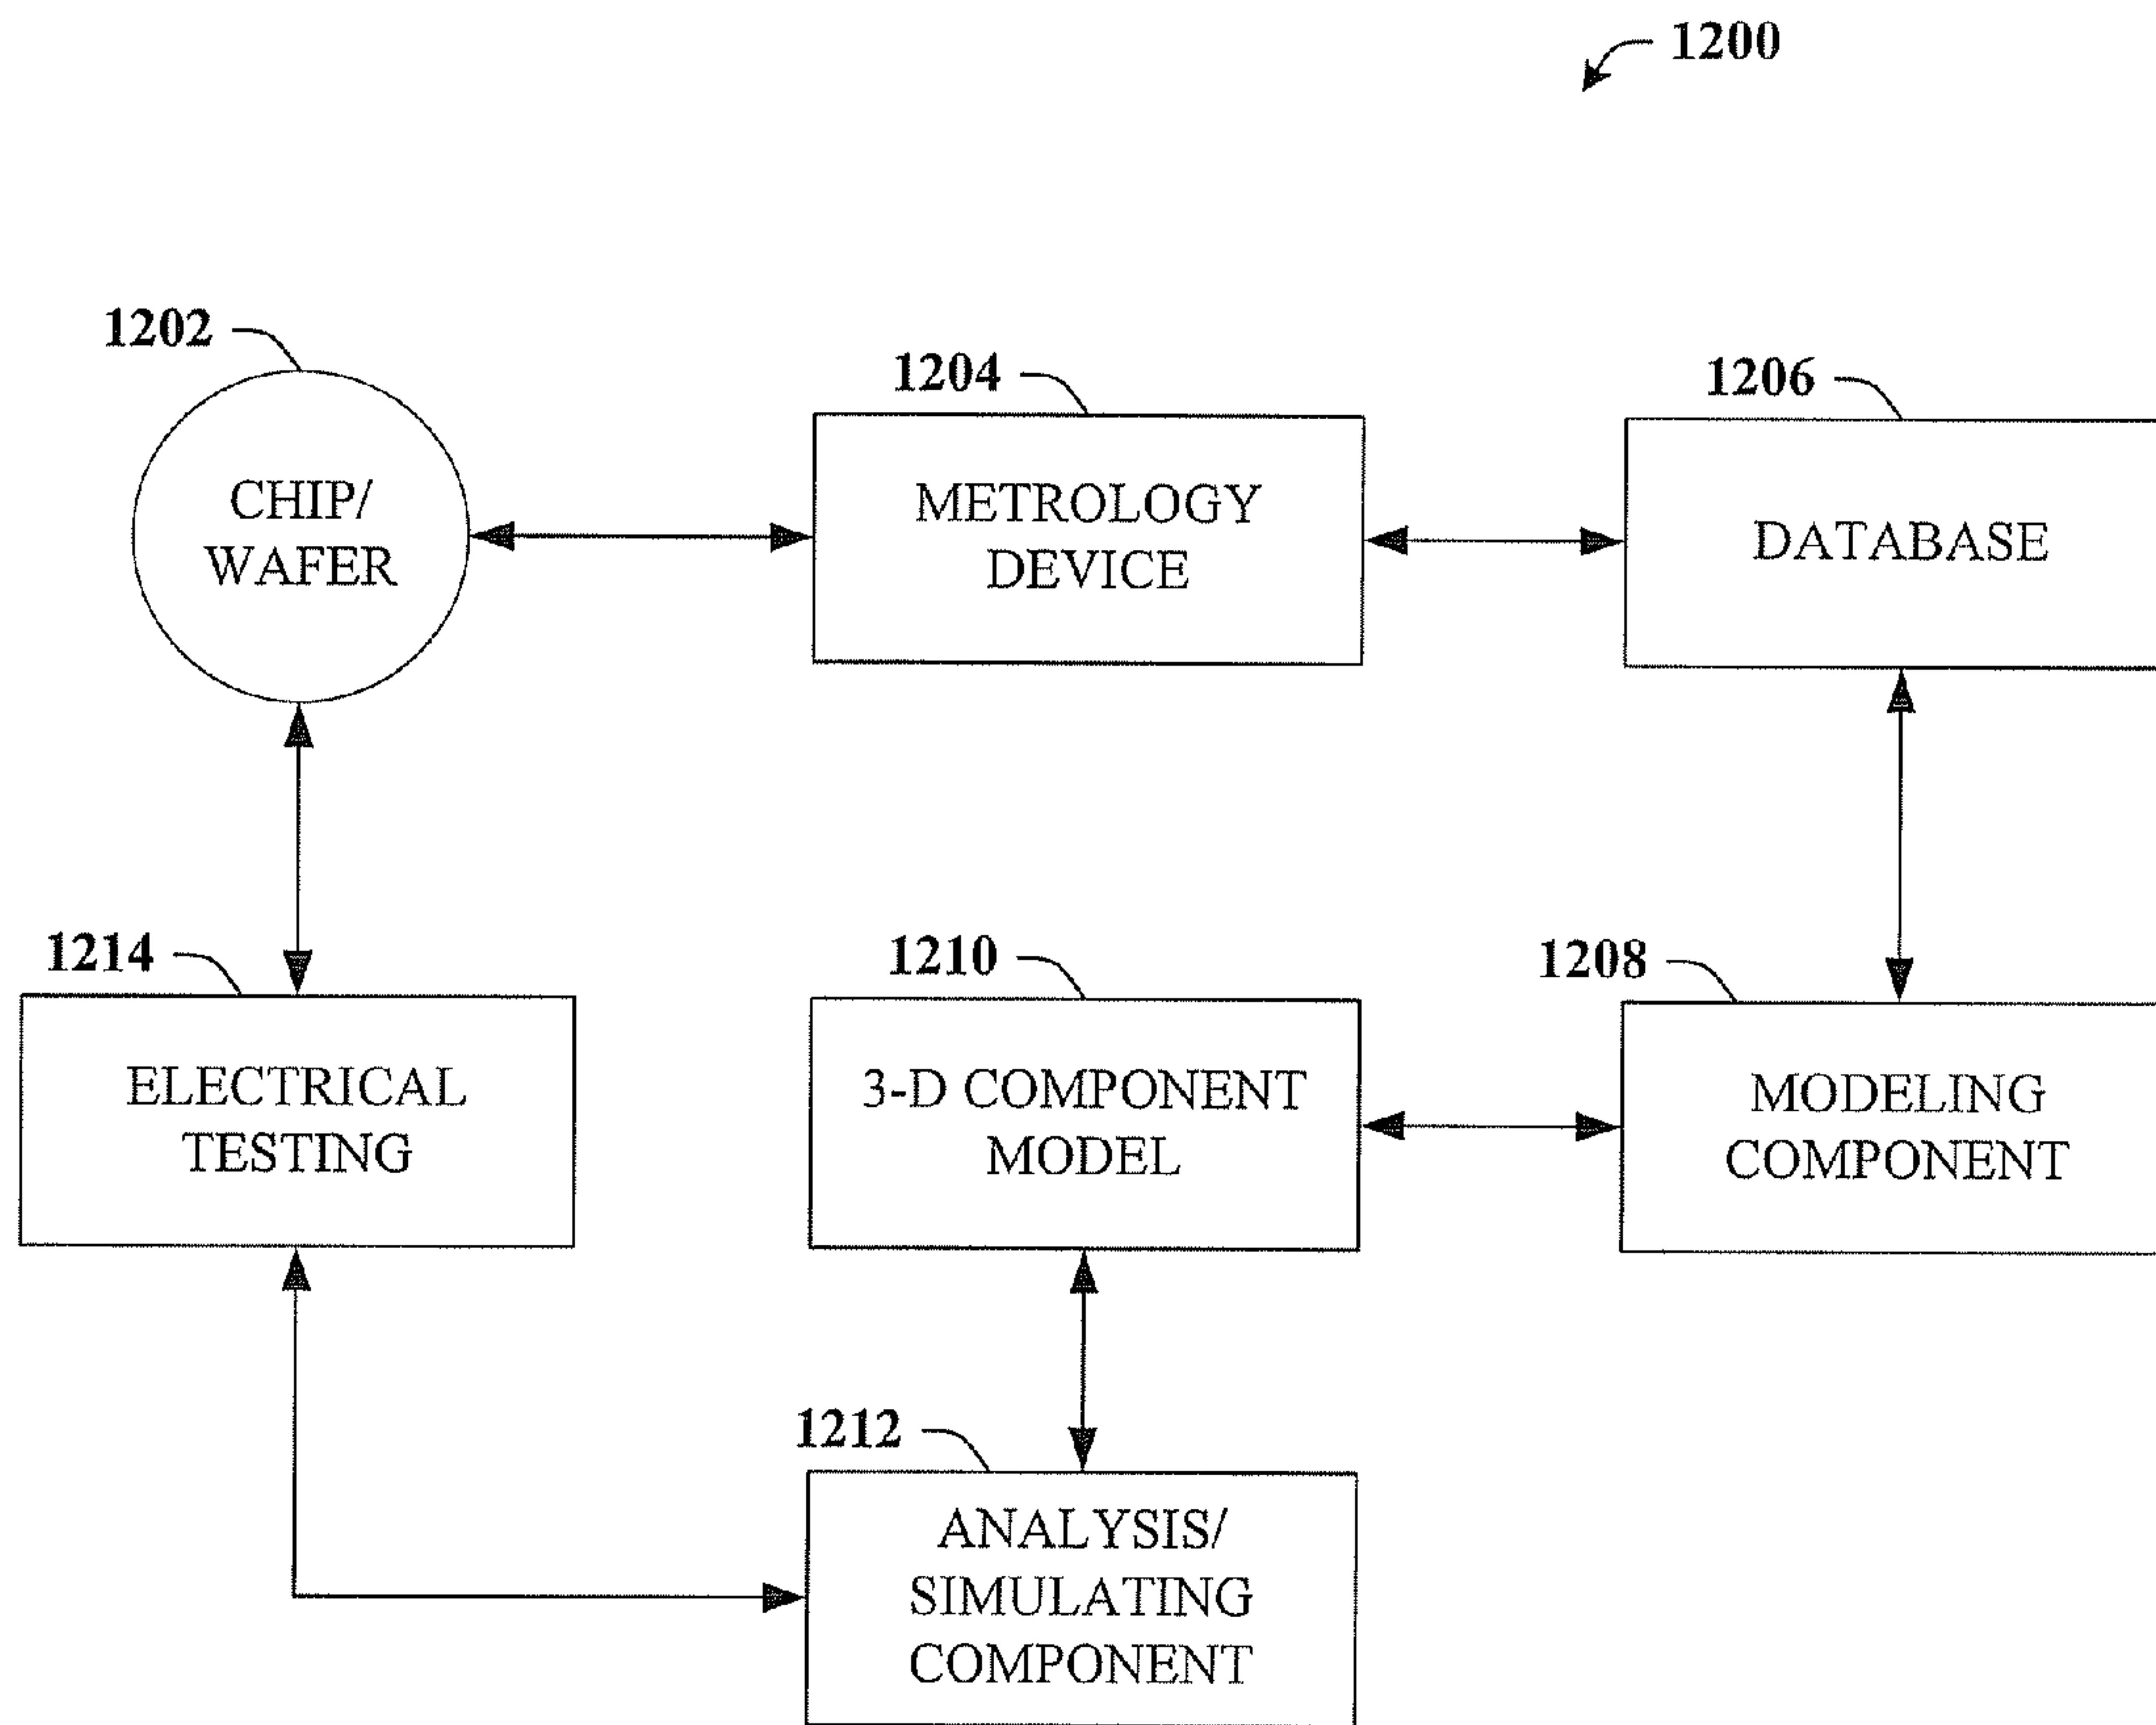 1200
1202
CHIP/
WAFER
1204
METROLOGY
DEVICE
1206
DATABASE
1214
ELECTRICAL
TESTING
1210
3-D COMPONENT
MODEL
1208
MODELING
COMPONENT
1212
ANALYSIS/
SIMULATING
COMPONENT